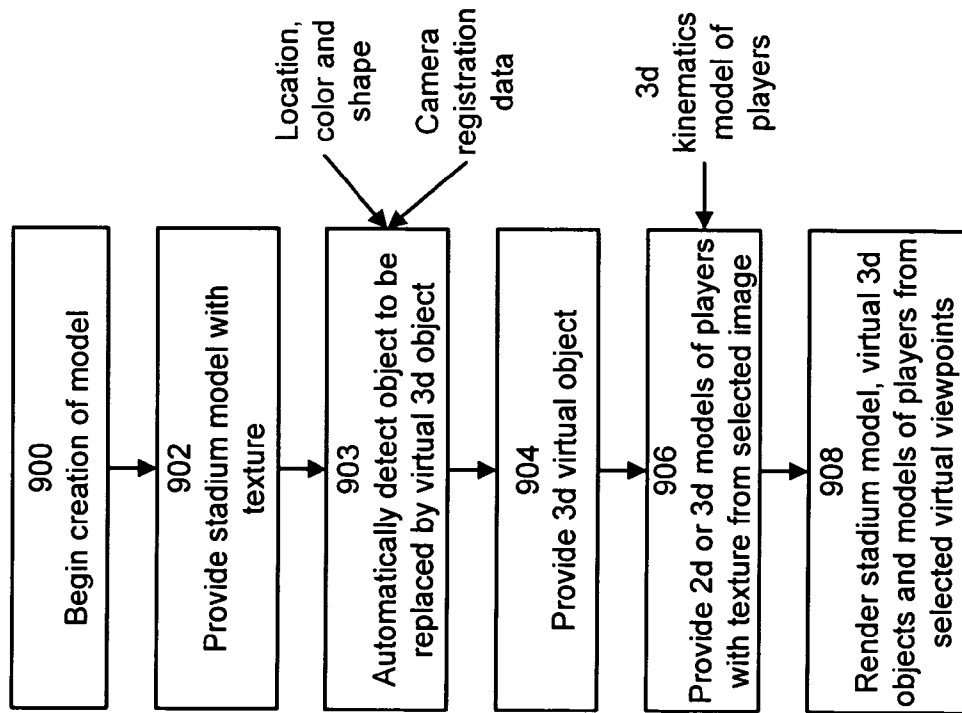 900
Begin creation of model
902
Provide stadium model with
texture
903
Automatically detect object to be
replaced by virtual 3d object
Location,
color and
shape
Camera
registration
data
904
Provide 3d virtual object
906
Provide 2d or 3d models of players
with texture from selected image
3d
kinematics
model of
players
908
Render stadium model, virtual 3d
objects and models of players from
selected virtual viewpoints